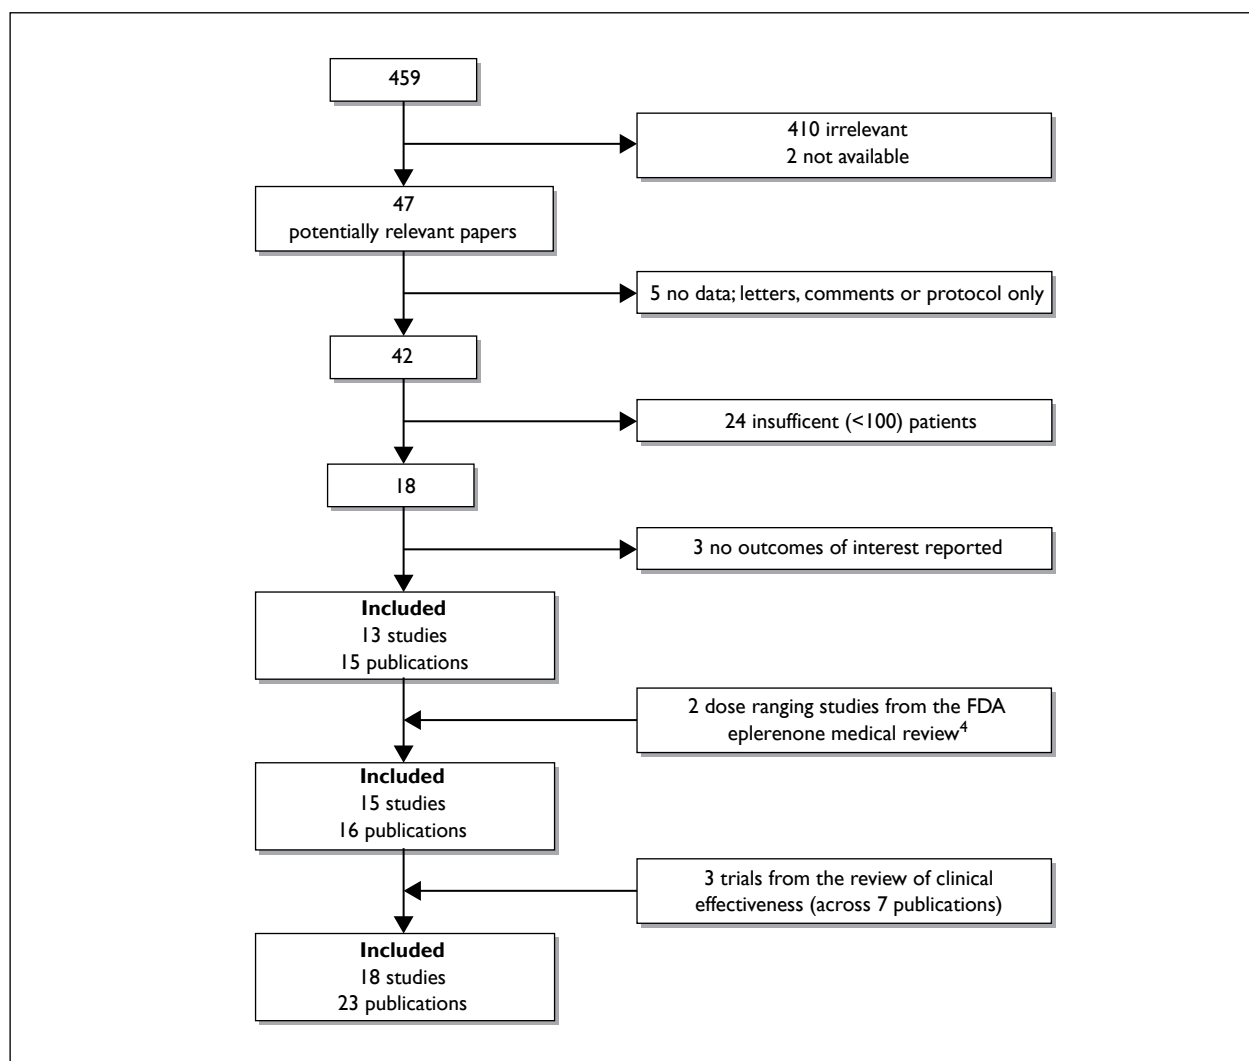 459
410 irrelevant
2 not available
47
potentially relevant papers
5 no data; letters, comments or protocol only
42
24 insufficent (<100) patients
18
3 no outcomes of interest reported
Included
13 studies
15 publications
2 dose ranging studies from the FDA
eplerenone medical review4
Included
15 studies
16 publications
3 trials from the review of clinical
effectiveness (across 7 publications)
Included
18 studies
23 publications